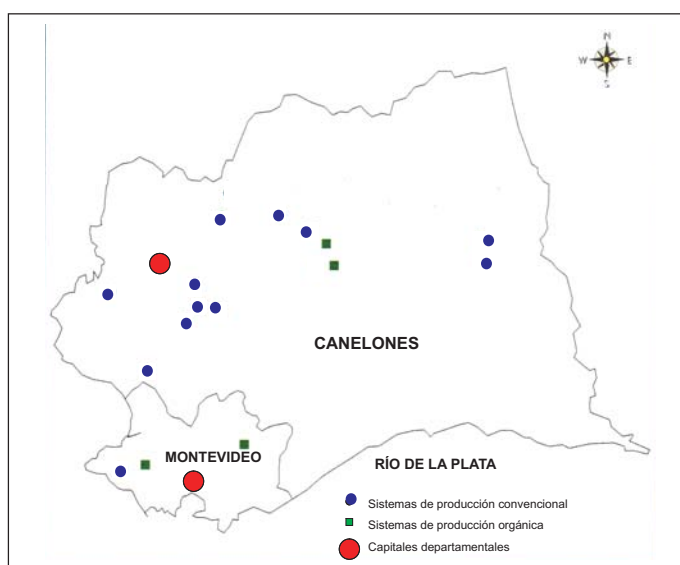 N
W E
S
CANELONES
MONTEVIDEO
RÍO DE LA PLATA
Sistemas de producción convencional
Sistemas de producción orgánica
Capitales departamentales